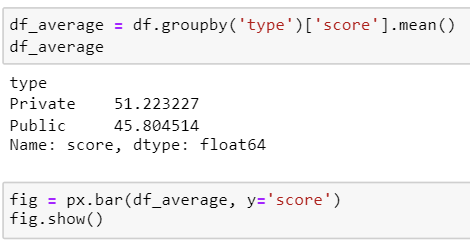 df_average = df.groupby('type')['score'].mean()
df_average
type
Private    51.223227
Public     45.804514
Name: score, dtype: float64
fig = px.bar(df_average, y='score')
fig.show()